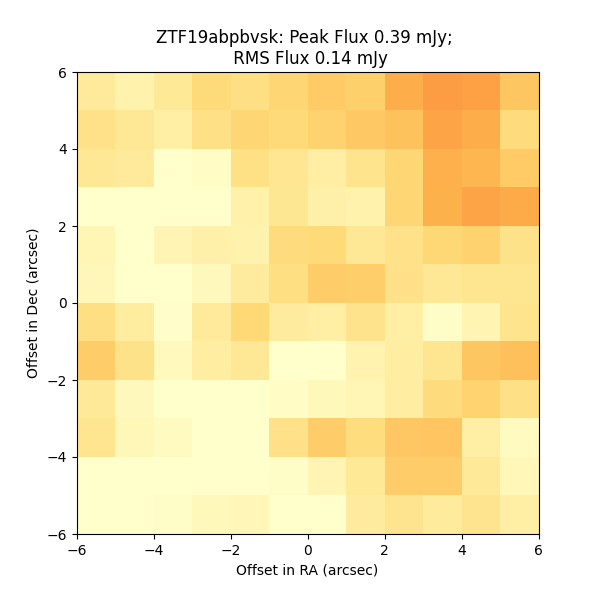 ZTF19abpbvsk: Peak Flux 0.39 mJy;
RMS Flux 0.14 mJy
6
4
2
0
−2
−4
−6
Offset in Dec (arcsec)
−6 −4 −2 0 2 4 6
Offset in RA (arcsec)